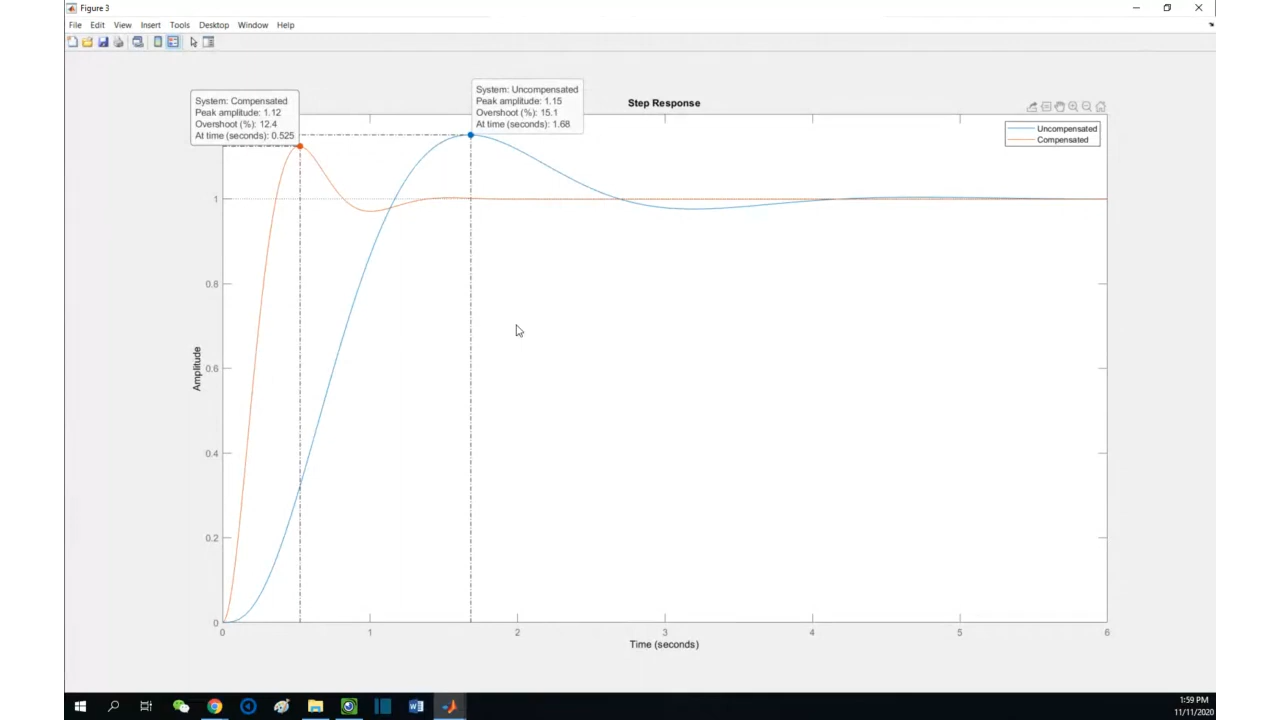 Figure 3
File Edit View Insert Tools Desktop Window Help
System: Compensated
Peak amplitude: 1.12
Overshoot (%): 12.4
At time (seconds): 0.525
System: Uncompensated
Peak amplitude: 1.15
Overshoot (%): 15.1
At time (seconds): 1.68
Step Response
Uncompensated
Compensated
Amplitude
1
0.8
0.6
0.4
0.2
0
0 1 2 3 4 5 6
Time (seconds)
1:59 PM
11/11/2020